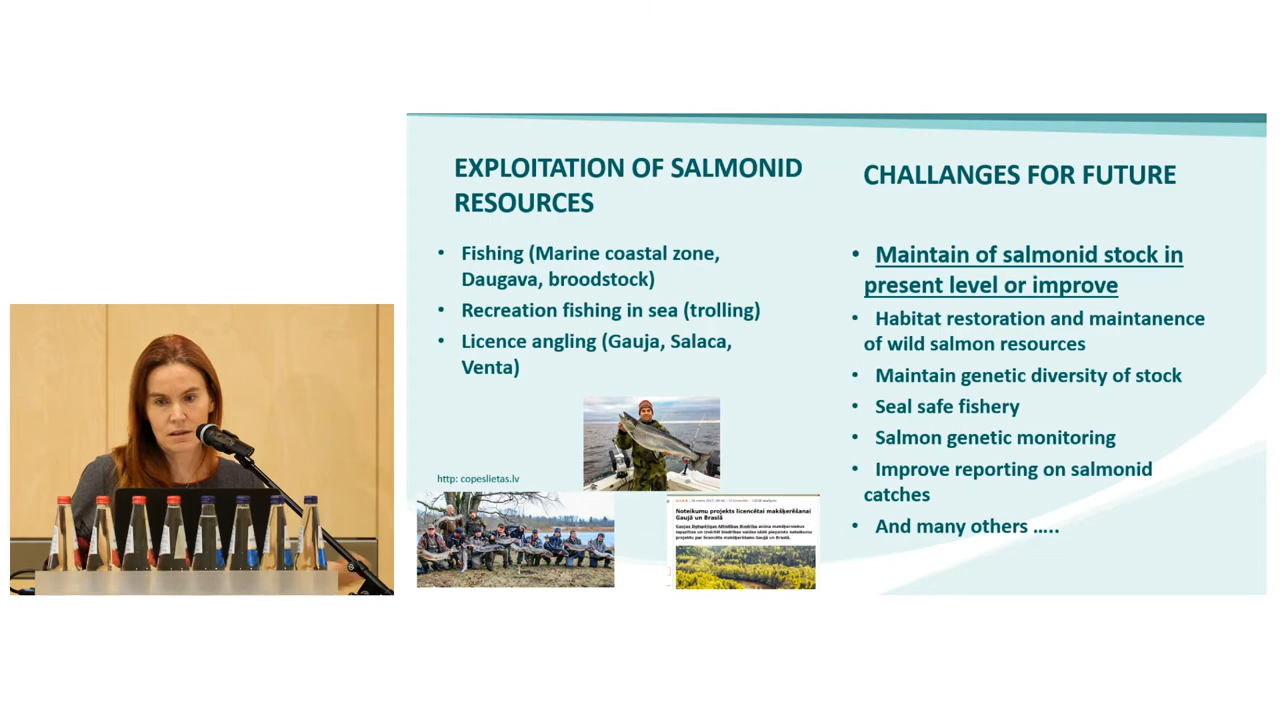 EXPLOITATION OF SALMONID
RESOURCES
• Fishing (Marine coastal zone,
Daugava, broodstock)
• Recreation fishing in sea (trolling)
• Licence angling (Gauja, Salaca,
Venta)
http: copeslietas.lv
Noteikumu projekts licencētai makšķerēšanai
Gaujā un Braslā
CHALLANGES FOR FUTURE
• Maintain of salmonid stock in
present level or improve
• Habitat restoration and maintanence
of wild salmon resources
• Maintain genetic diversity of stock
• Seal safe fishery
• Salmon genetic monitoring
• Improve reporting on salmonid
catches
• And many others .....